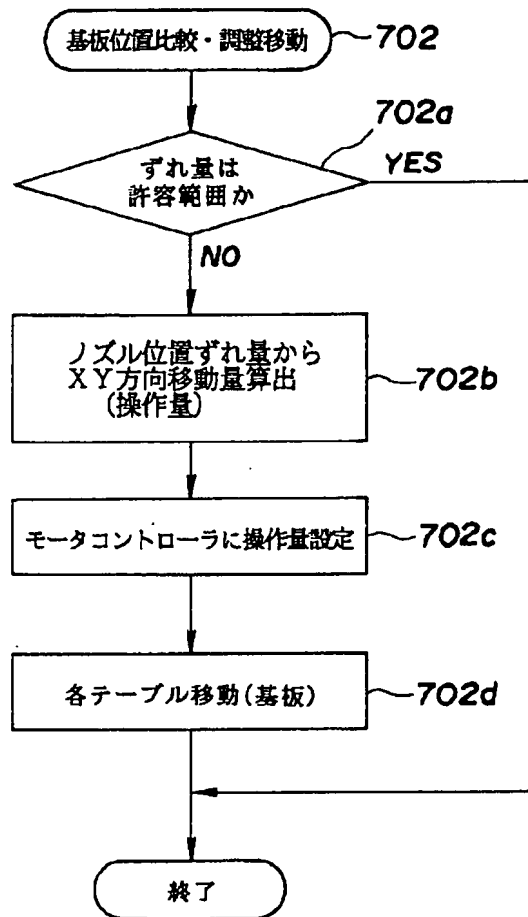 基板位置比較・調整移動
702
702a
ずれ量は
許容範囲か
YES
NO
ノズル位置ずれ量から
XY方向移動量算出
(操作量)
702b
モータコントローラに操作量設定
702c
各テーブル移動(基板)
702d
終了